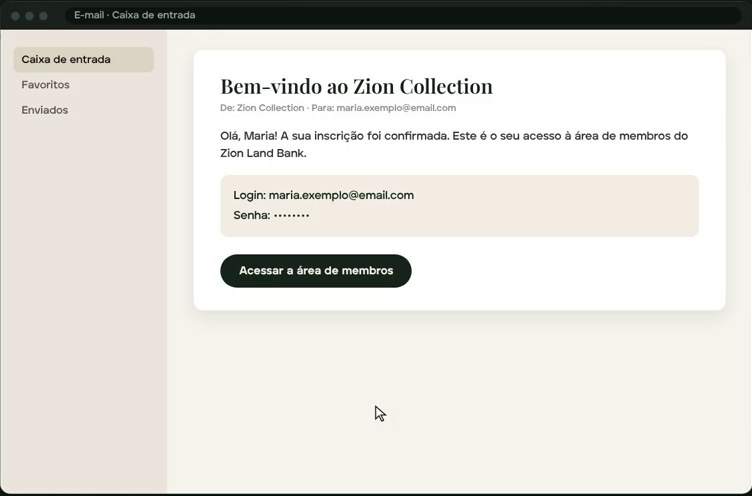 E-mail · Caixa de entrada
Caixa de entrada
Favoritos
Enviados
Bem-vindo ao Zion Collection
De: Zion Collection · Para: maria.exemplo@email.com
Olá, Maria! A sua inscrição foi confirmada. Este é o seu acesso à área de membros do
Zion Land Bank.
Login: maria.exemplo@email.com
Senha: ••••••••
Acessar a área de membros